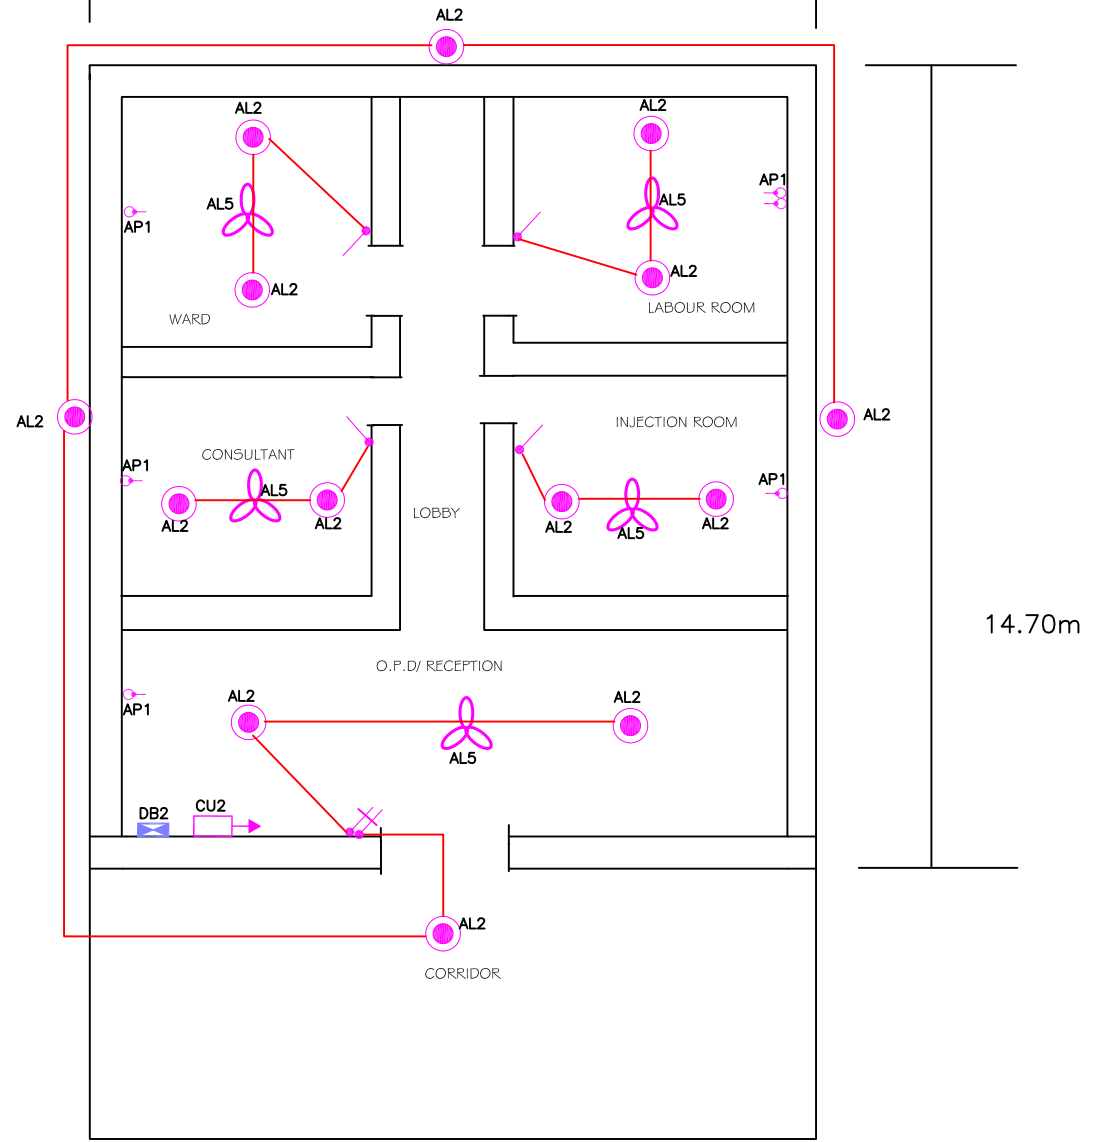 AL2
AL2
AL2
AP1
AL5
AL5
AP1
AL2
AL2
LABOUR ROOM
WARD
AL2
AL2
INJECTION ROOM
CONSULTANT
AP1
AL5
AP1
LOBBY
AL2
AL2
AL2
AL5
AL2
14.70m
O.P.D/ RECEPTION
AP1
AL2
AL2
AL5
DB2
CU2
AL2
CORRIDOR